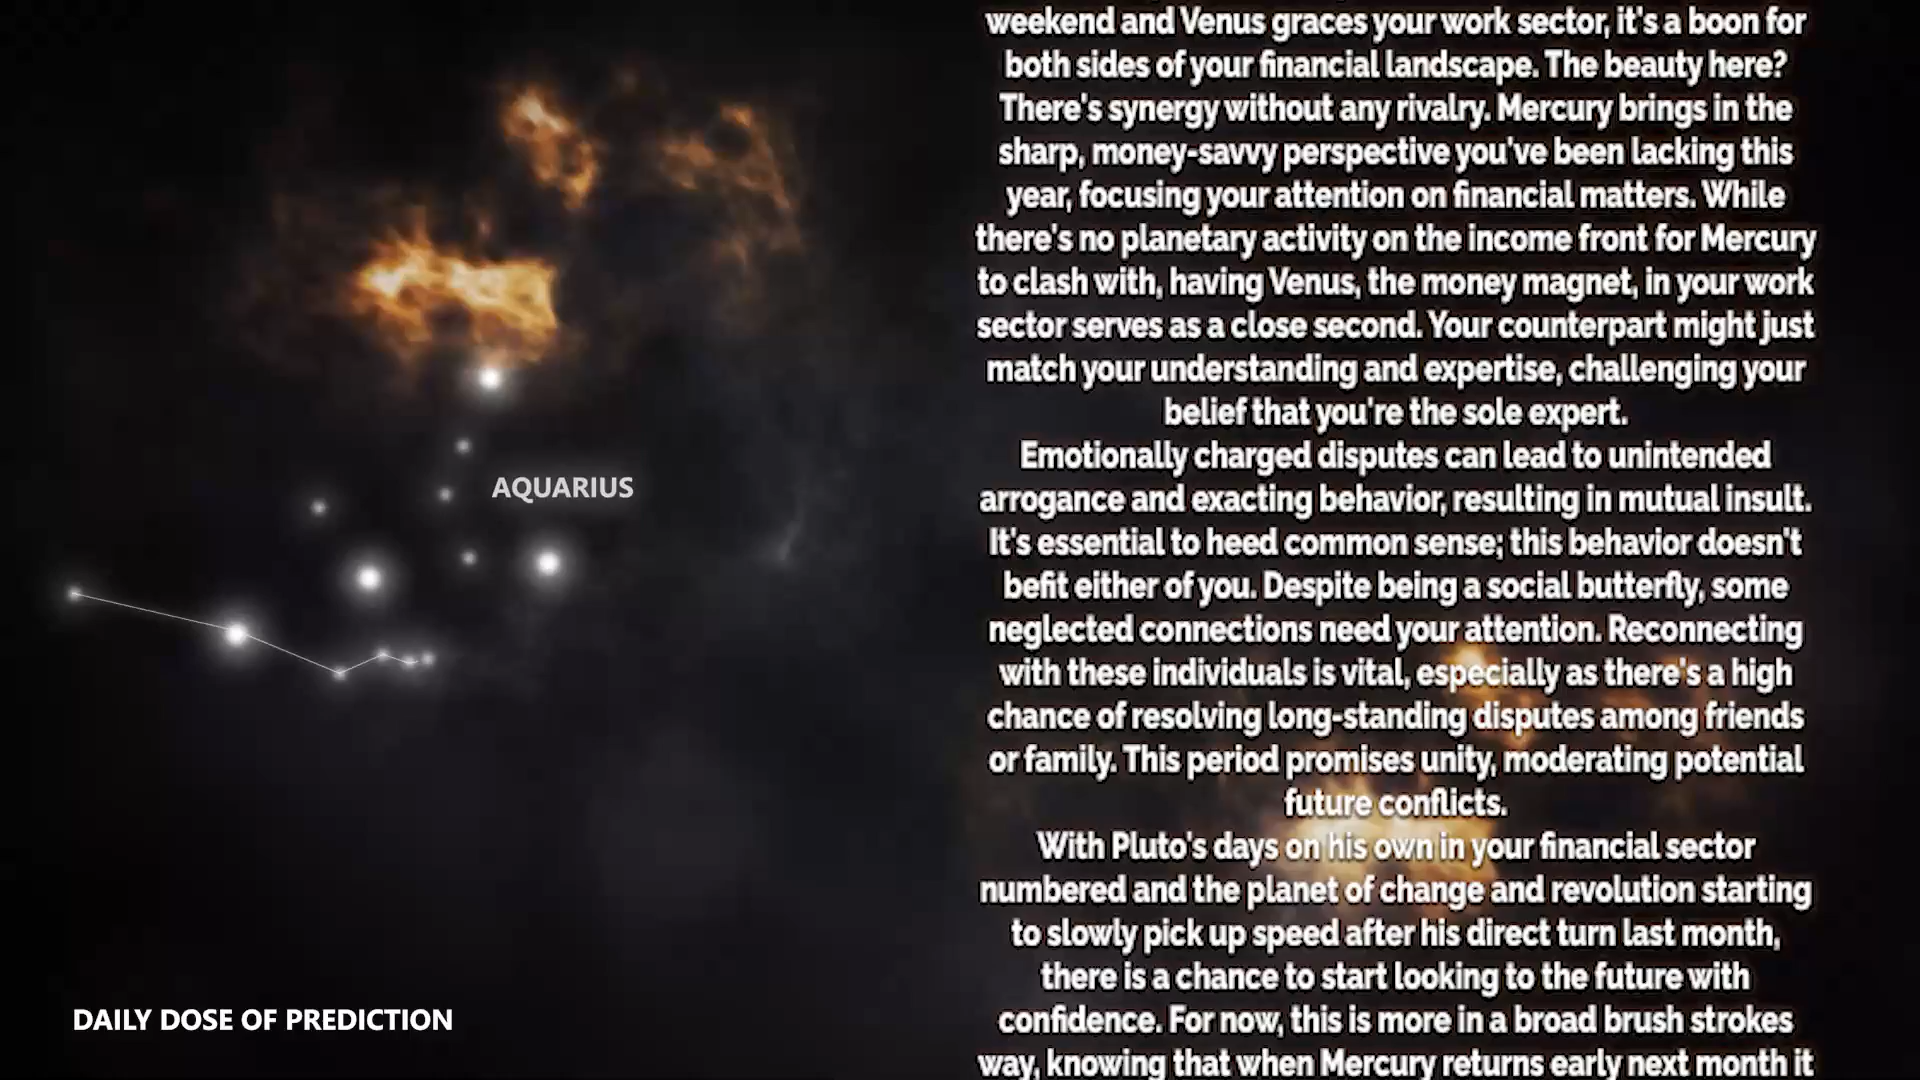 AQUARIUS
DAILY DOSE OF PREDICTION
weekend and Venus graces your work sector, it's a boon for
both sides of your financial landscape. The beauty here?
There's synergy without any rivalry. Mercury brings in the
sharp, money-savvy perspective you've been lacking this
year, focusing your attention on financial matters. While
there's no planetary activity on the income front for Mercury
to clash with, having Venus, the money magnet, in your work
sector serves as a close second. Your counterpart might just
match your understanding and expertise, challenging your
belief that you're the sole expert.
Emotionally charged disputes can lead to unintended
arrogance and exacting behavior, resulting in mutual insult.
It's essential to heed common sense; this behavior doesn't
befit either of you. Despite being a social butterfly, some
neglected connections need your attention. Reconnecting
with these individuals is vital, especially as there's a high
chance of resolving long-standing disputes among friends
or family. This period promises unity, moderating potential
future conflicts.
With Pluto's days on his own in your financial sector
numbered and the planet of change and revolution starting
to slowly pick up speed after his direct turn last month,
there is a chance to start looking to the future with
confidence. For now, this is more in a broad brush strokes
way, knowing that when Mercury returns early next month it